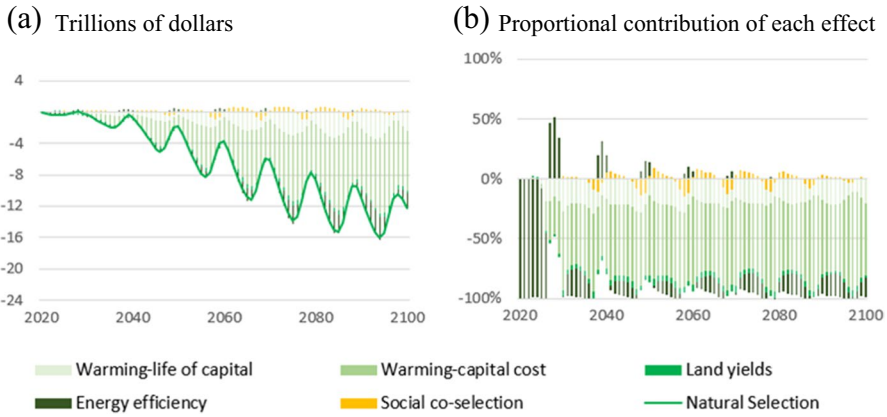 (a) Trillions of dollars
4
-4
-8
-12
-16
-20
-24
2020 2040 2060 2080 2100
(b) Proportional contribution of each effect
100%
50%
0%
-50%
-100%
2020 2040 2060 2080 2100
Warming-life of capital Warming-capital cost Land yields
Energy efficiency Social co-selection Natural Selection